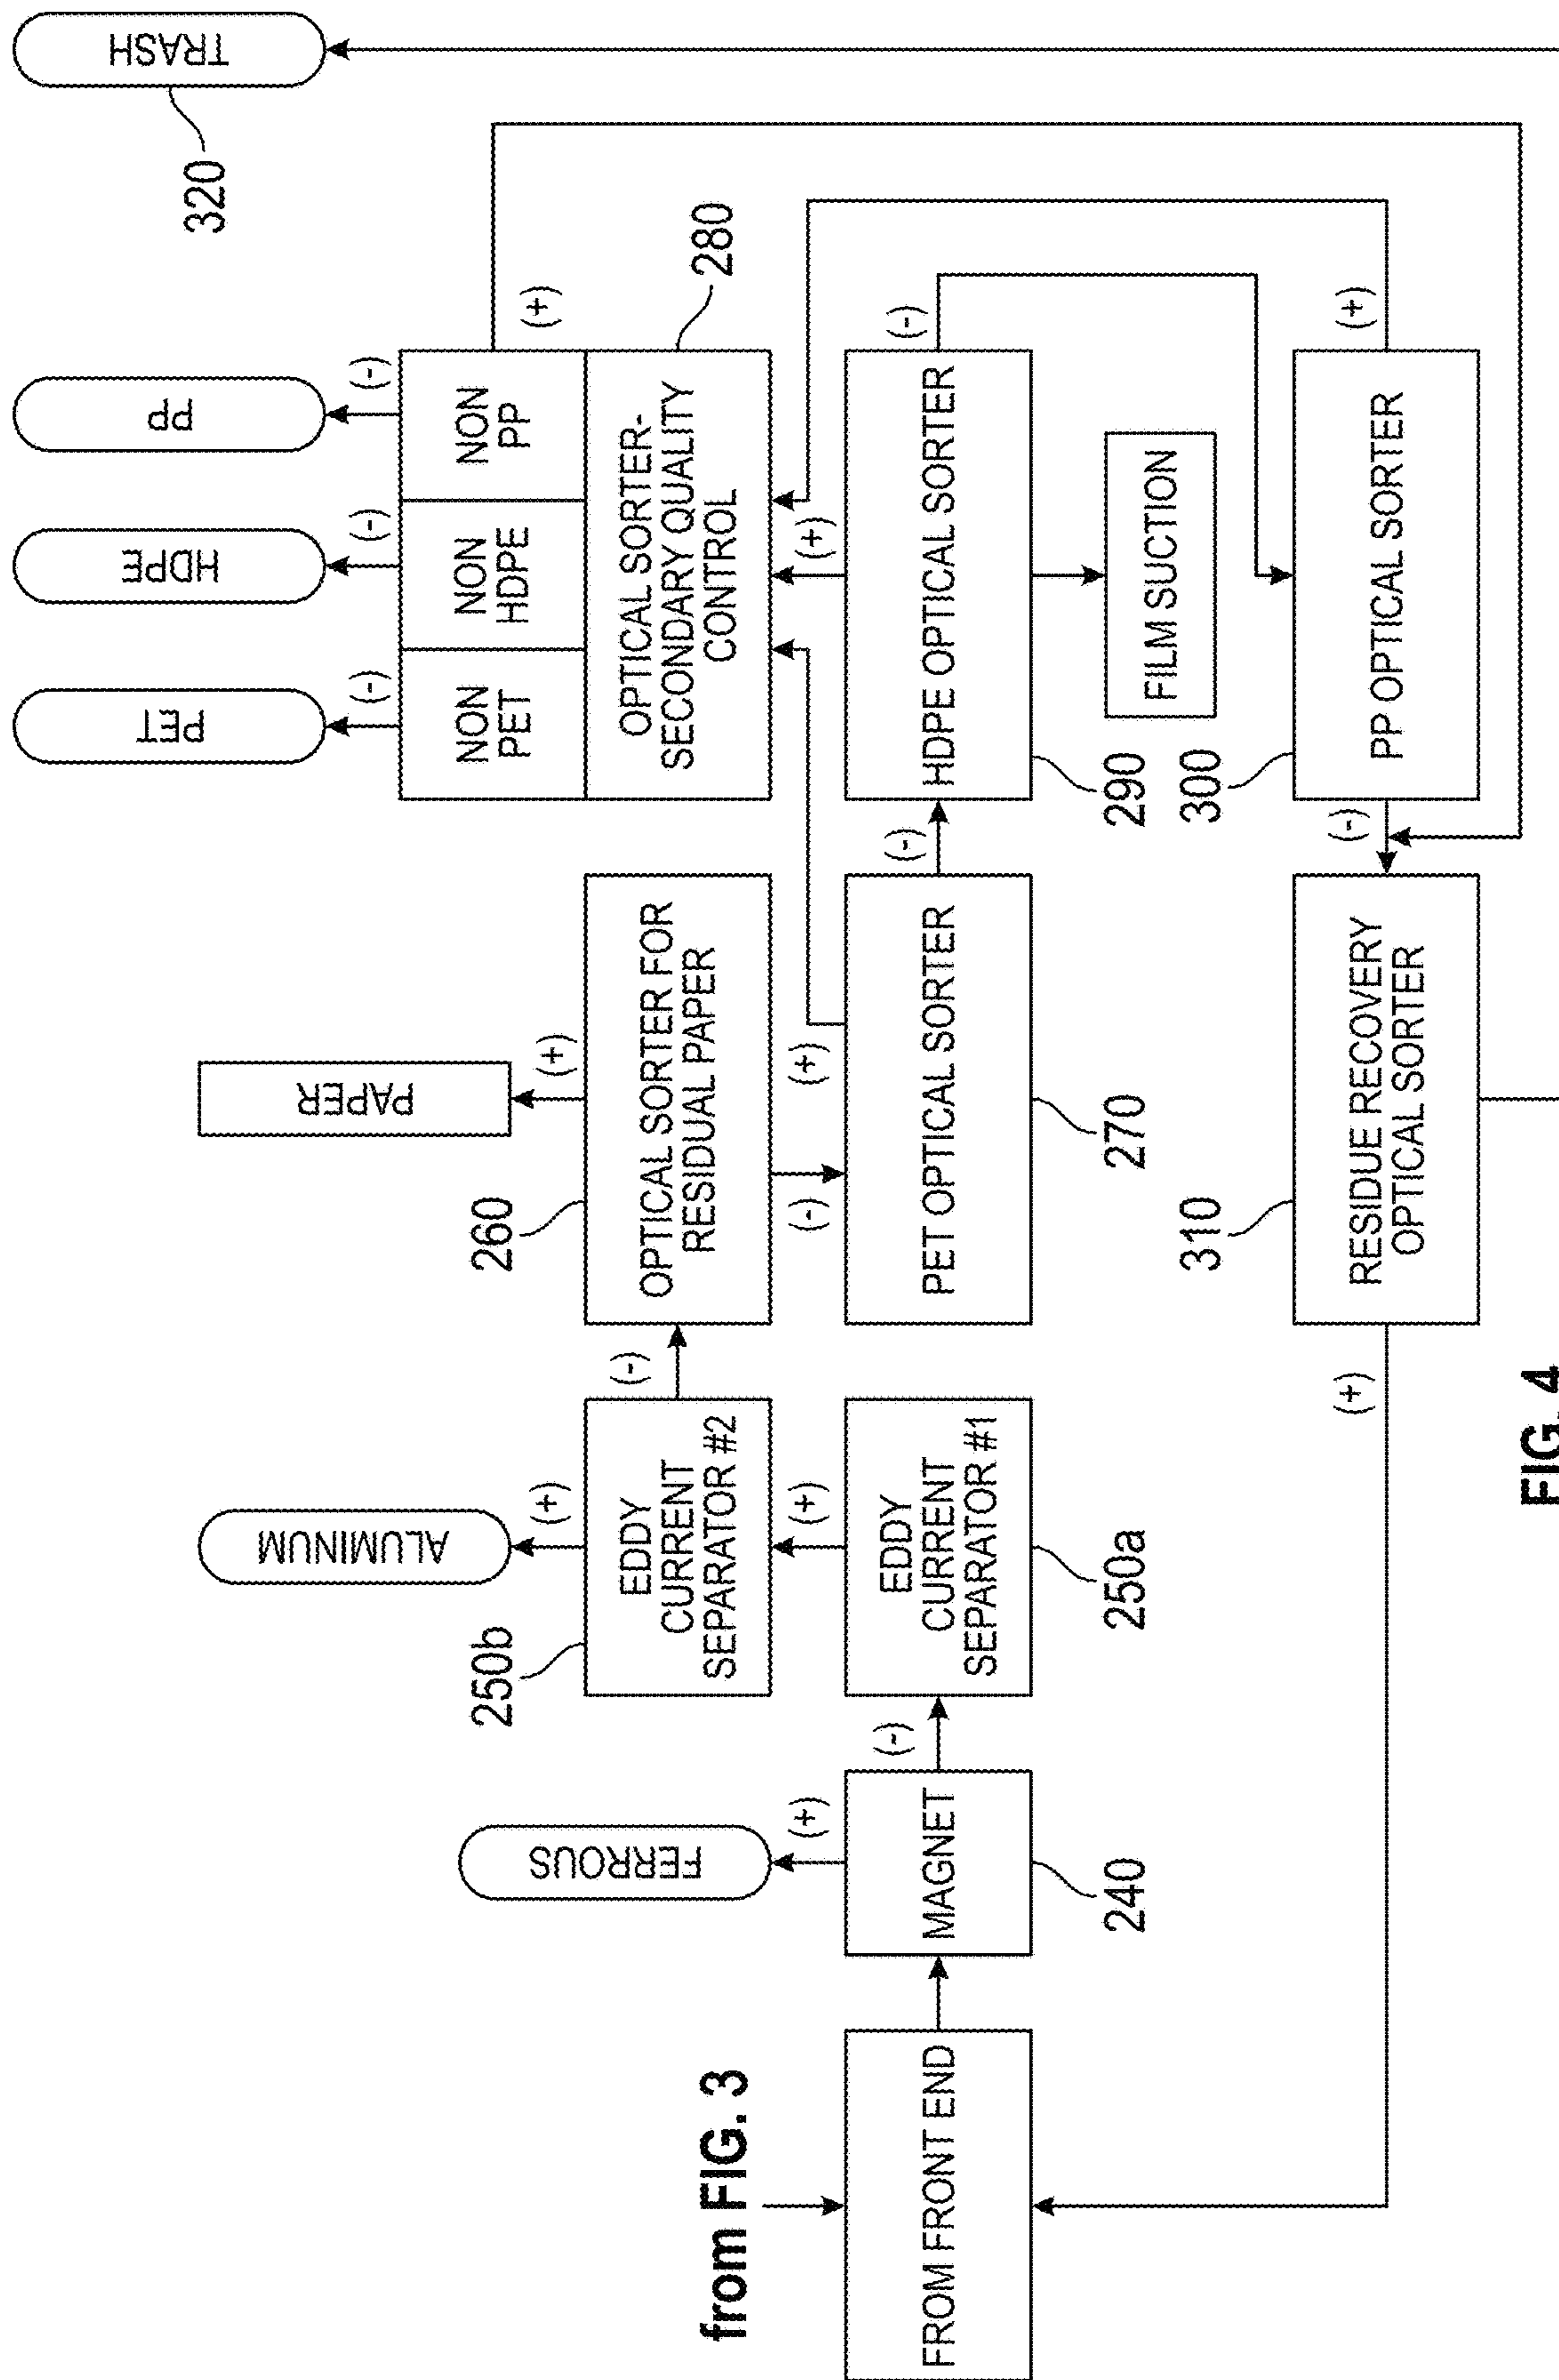 from FIG. 3
FROM FRONT END
FERROUS
(+)
MAGNET
240
(-)
ALUMINUM
(+)
250b
EDDY
CURRENT
SEPARATOR #2
(+)
EDDY
CURRENT
SEPARATOR #1
250a
(-)
PAPER
(+)
260
OPTICAL SORTER FOR
RESIDUAL PAPER
(-)
(+)
PET OPTICAL SORTER
270
(-)
PET
(-)
HDPE
(-)
PP
(-)
NON
PET
NON
HDPE
NON
PP
(+)
OPTICAL SORTER-
SECONDARY QUALITY
CONTROL
280
(+)
HDPE OPTICAL SORTER
290
(-)
FILM SUCTION
300
PP OPTICAL SORTER
(+)
(-)
310
RESIDUE RECOVERY
OPTICAL SORTER
(+)
TRASH
320
FIG. 4